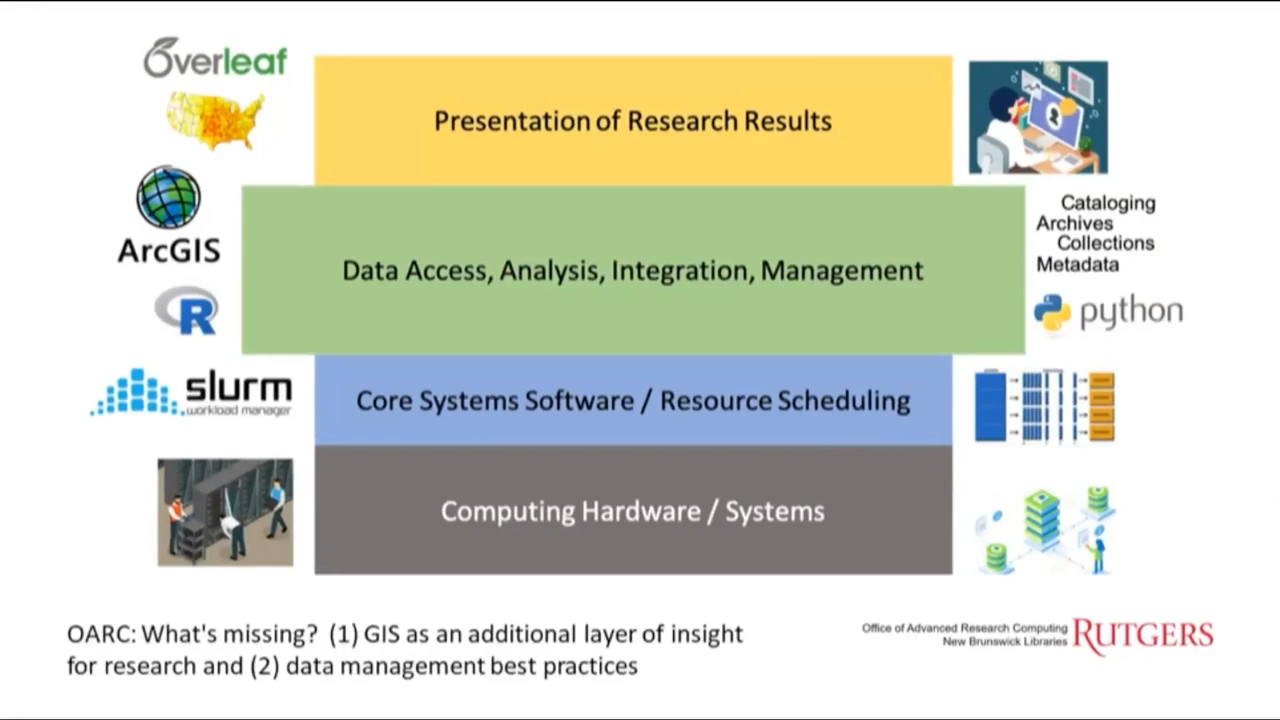 Overleaf
Presentation of Research Results
ArcGIS
Cataloging
Archives
Collections
Metadata
Data Access, Analysis, Integration, Management
R
python
slurm
workload manager
Core Systems Software / Resource Scheduling
Computing Hardware / Systems
OARC: What's missing? (1) GIS as an additional layer of insight
for research and (2) data management best practices
Office of Advanced Research Computing
New Brunswick Libraries
RUTGERS